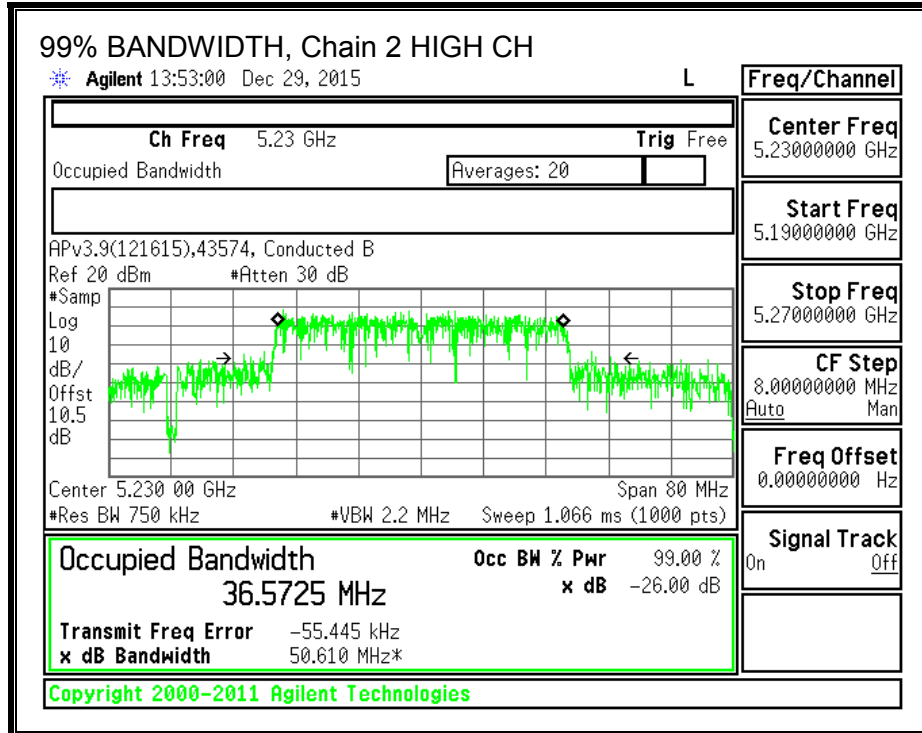 99% BANDWIDTH, Chain 2 HIGH CH
Agilent 13:53:00 Dec 29, 2015 L
Freq/Channel
Ch Freq 5.23 GHz Trig Free
Occupied Bandwidth Averages: 20
APv3.9(121615),43574, Conducted B
Ref 20 dBm #Atten 30 dB
#Samp
Log
10
dB/
Offst
10.5
dB
Center 5.230 00 GHz Span 80 MHz
#Res BW 750 kHz #VBW 2.2 MHz Sweep 1.066 ms (1000 pts)
Occupied Bandwidth Occ BW % Pwr 99.00 %
36.5725 MHz x dB -26.00 dB
Transmit Freq Error -55.445 kHz
x dB Bandwidth 50.610 MHz*
Copyright 2000-2011 Agilent Technologies
Center Freq
5.23000000 GHz
Start Freq
5.19000000 GHz
Stop Freq
5.27000000 GHz
CF Step
8.00000000 MHz
Auto Man
Freq Offset
0.00000000 Hz
Signal Track
On Off